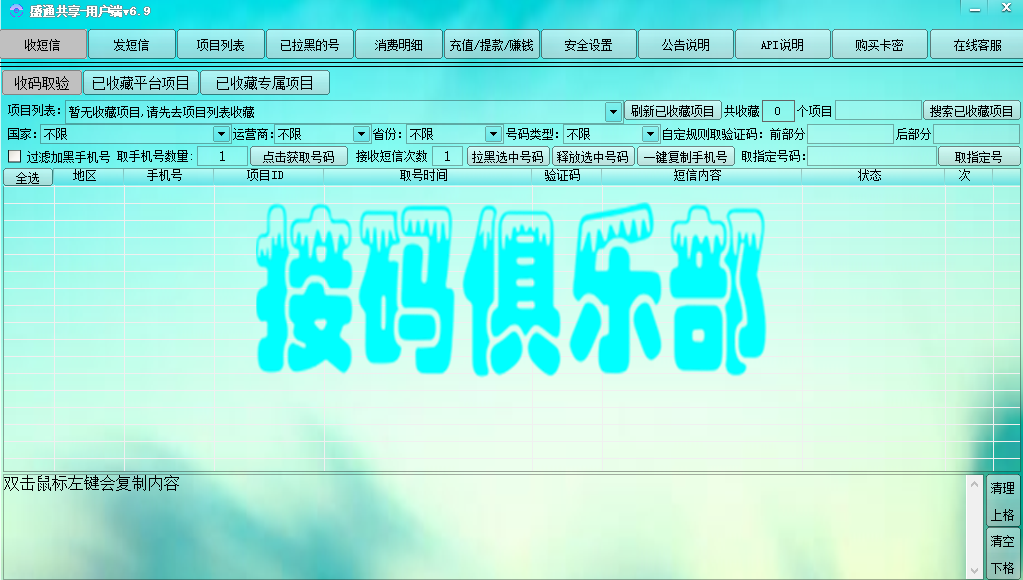 盛通共享-用户端v6.9
收短信 发短信 项目列表 已拉黑的号 消费明细 充值/提款/赚钱 安全设置 公告说明 API说明 购买卡密 在线客服
收码取验 已收藏平台项目 已收藏专属项目
项目列表: 暂无收藏项目,请先去项目列表收藏 刷新已收藏项目 共收藏 0 个项目 搜索已收藏项目
国家: 不限 运营商: 不限 省份: 不限 号码类型: 不限 自定规则取验证码: 前部分 后部分
过滤加黑手机号 取手机号数量: 1 点击获取号码 接收短信次数 1 拉黑选中号码 释放选中号码 一键复制手机号 取指定号码: 取指定号
全选 地区 手机号 项目ID 取号时间 验证码 短信内容 状态 次
接码俱乐部
双击鼠标左键会复制内容
清理
上格
清空
下格